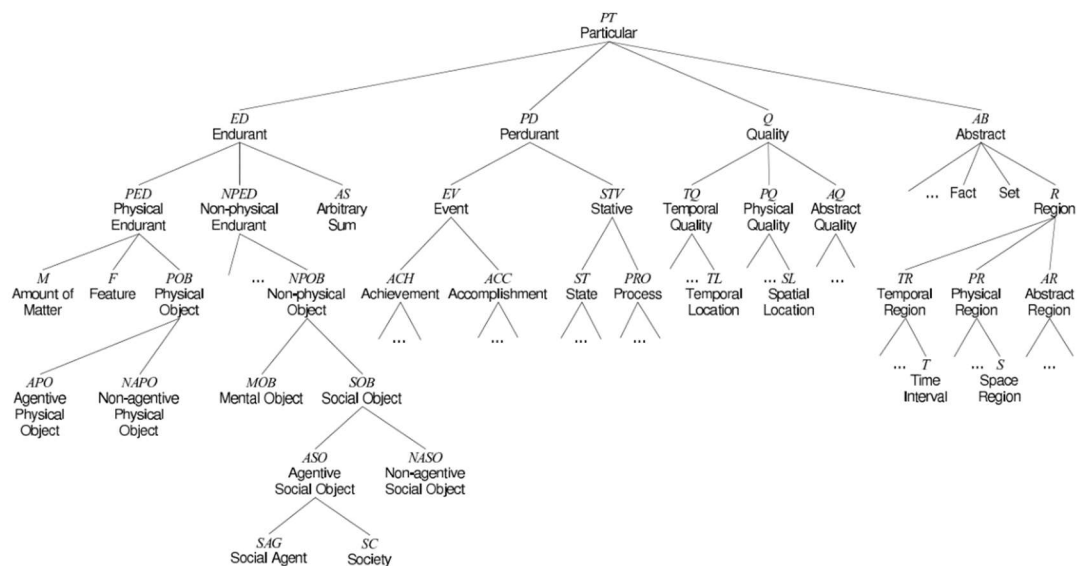 PT
Particular
ED
Endurant
PD
Perdurant
Q
Quality
AB
Abstract
PED
Physical
Endurant
NPED
Non-physical
Endurant
AS
Arbitrary
Sum
EV
Event
STV
Stative
TQ
Temporal
Quality
PQ
Physical
Quality
AQ
Abstract
Quality
... Fact
Set
R
Region
M
Amount of
Matter
F
Feature
POB
Physical
Object
...
NPOB
Non-physical
Object
ACH
Achievement
...
ACC
Accomplishment
...
ST
State
...
PRO
Process
...
... TL
Temporal
Location
... SL
Spatial
Location
...
TR
Temporal
Region
PR
Physical
Region
AR
Abstract
Region
... T
Time
Interval
... S
Space
Region
...
APO
Agentive
Physical
Object
NAPO
Non-agentive
Physical
Object
MOB
Mental Object
SOB
Social Object
ASO
Agentive
Social Object
NASO
Non-agentive
Social Object
SAG
Social Agent
SC
Society